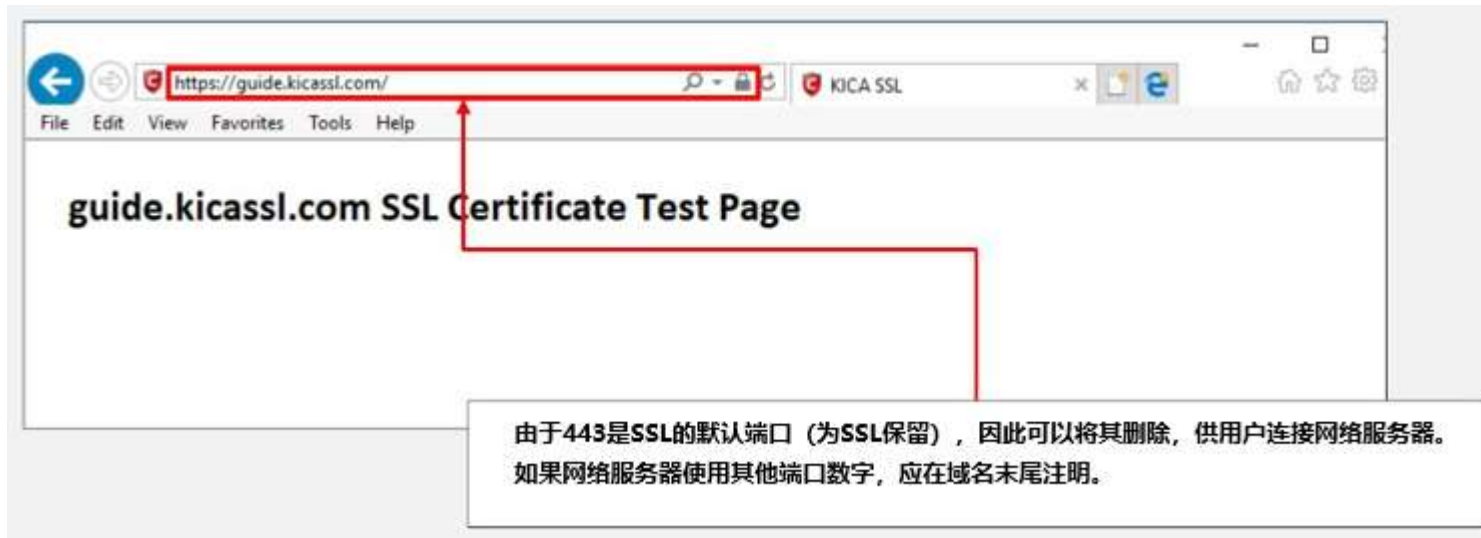 https://guide.kicassl.com/
KICA SSL
File Edit View Favorites Tools Help
guide.kicassl.com SSL Certificate Test Page
由于443是SSL的默认端口（为SSL保留）, 因此可以将其删除, 供用户连接网络服务器。
如果网络服务器使用其他端口数字, 应在域名末尾注明。